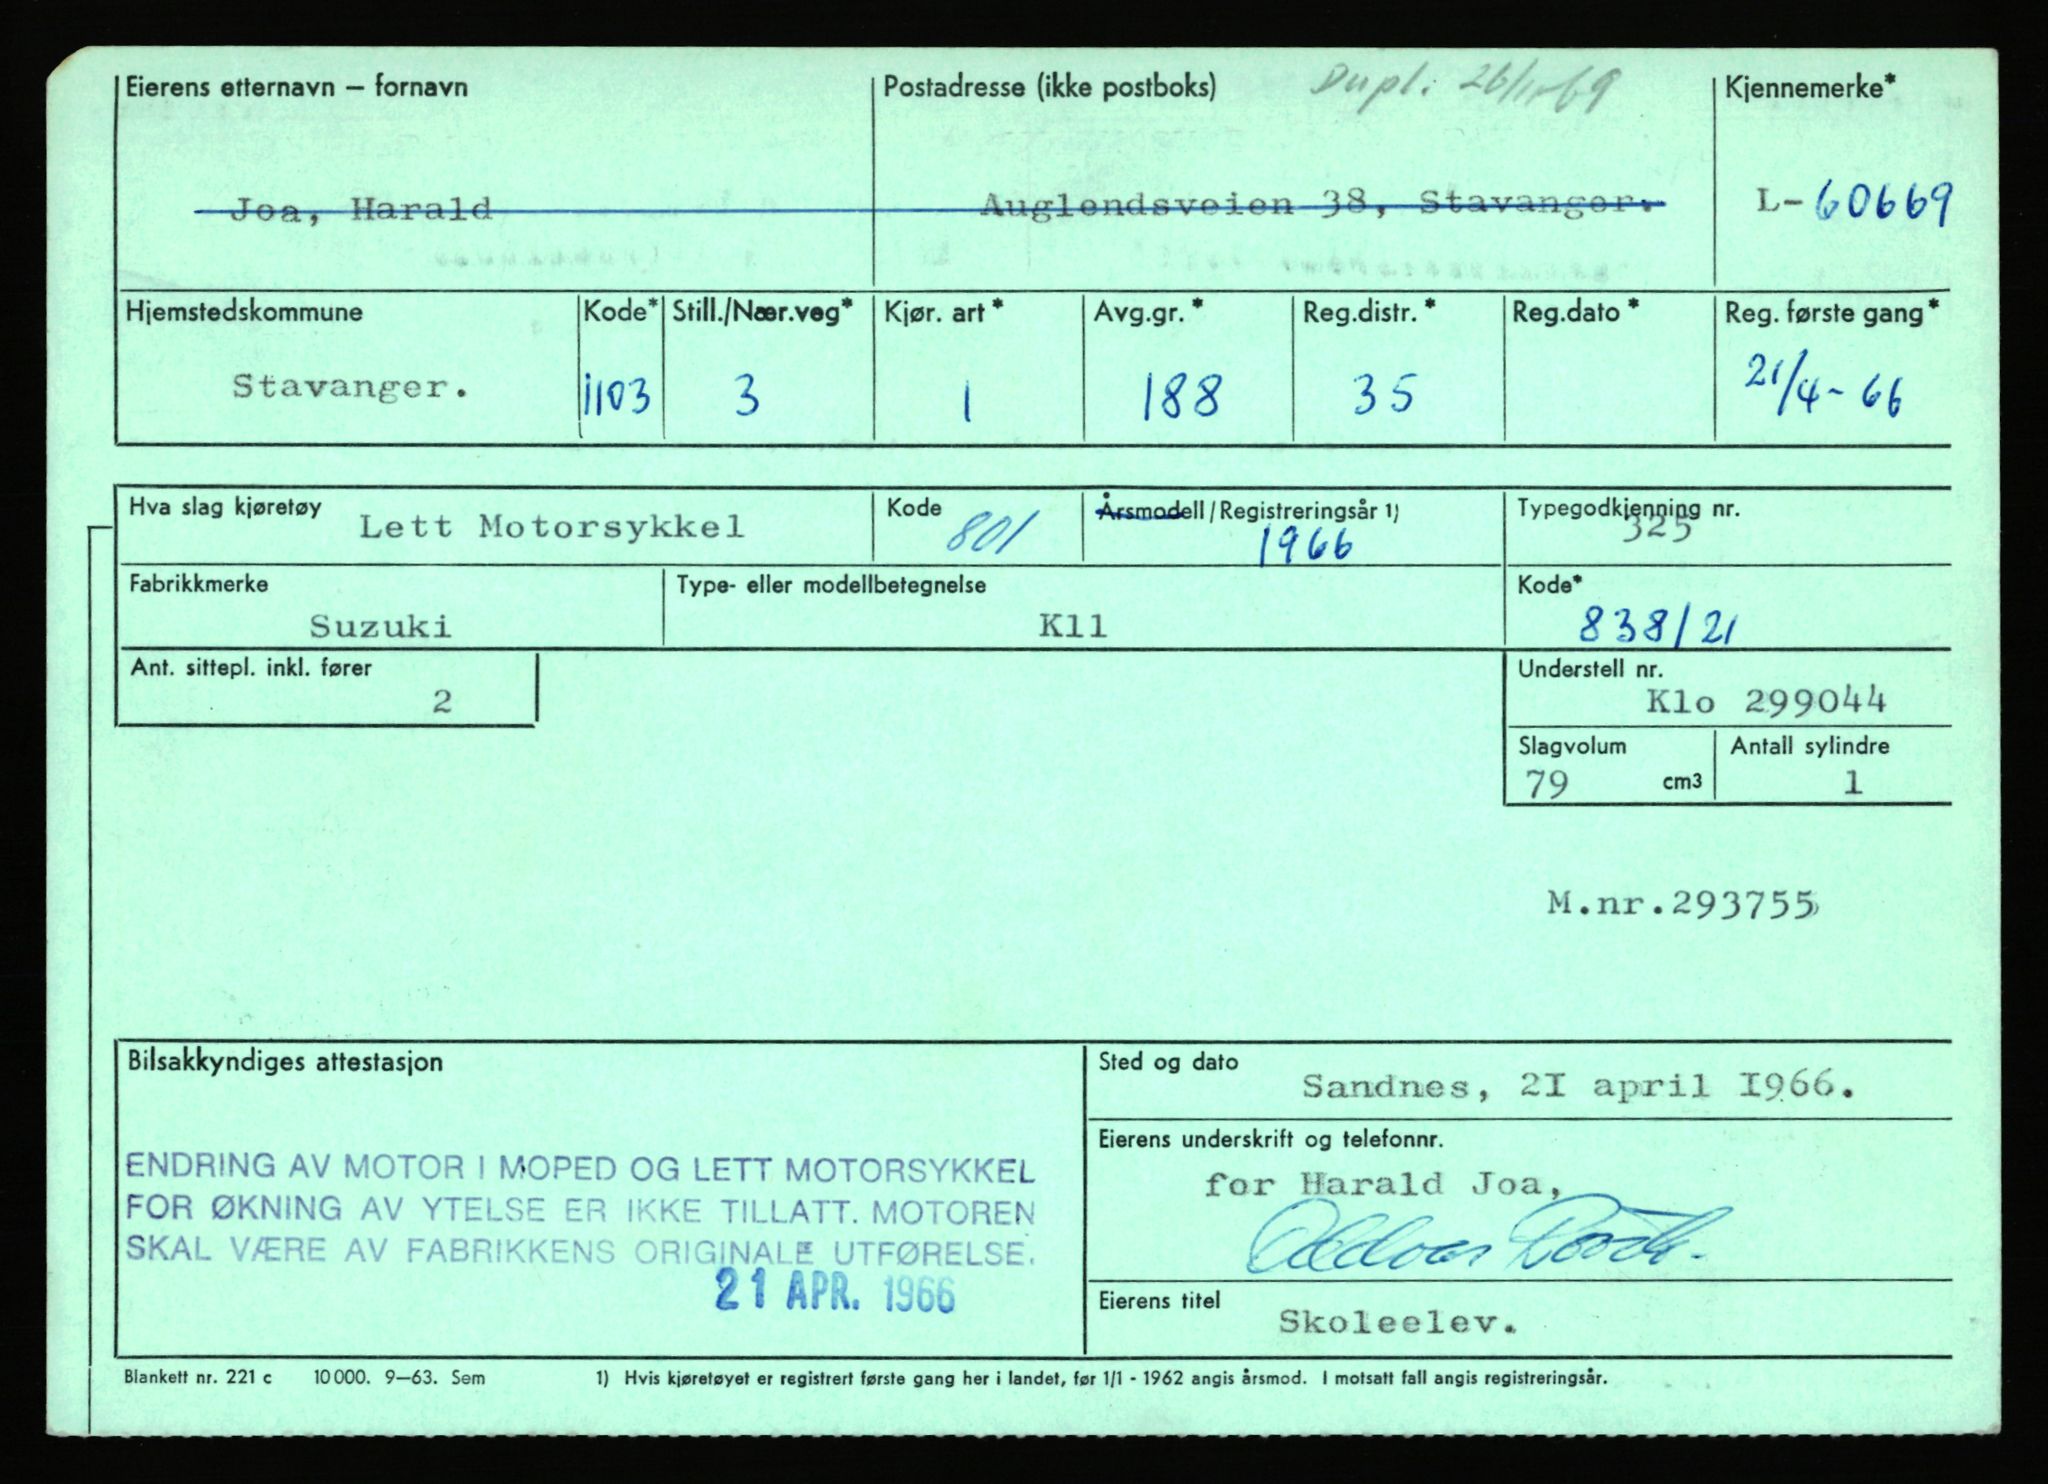 Eierens etternavn – fornavn Postadresse (ikke postboks) Dupl: Kjennemerke*
Joa, Harald Auglendsveien 38, Stavanger. L-60669
Hjemstedskommune Kode* Still./Nær.veg* Kjør. art* Avg.gr.* Reg.distr.* Reg.dato* Reg. første gang*
Stavanger. 1103 3 1 188 35 21/4-66
Hva slag kjøretøy Lett Motorsykkel Kode 801 Årsmodell/Registreringsår 1) 1966 Typegodkjenning nr. 325
Fabrikkmerke Type- eller modellbetegnelse Kode*
Suzuki K11 838/21
Ant. sittepl. inkl. fører Understell nr.
2 Klo 299044
Slagvolum Antall sylindre
79 cm3 1
M.nr.293755
Bilsakkyndiges attestasjon
ENDRING AV MOTOR I MOPED OG LETT MOTORSYKKEL
FOR ØKNING AV YTELSE ER IKKE TILLATT. MOTOREN
SKAL VÆRE AV FABRIKKENS ORIGINALE UTFØRELSE.
21 APR. 1966
Sted og dato
Sandnes, 2I april I966.
Eierens underskrift og telefonnr.
for Harald Joa,
Eierens titel
Skoleelev.
Blankett nr. 221 c 10 000. 9–63. Sem 1) Hvis kjøretøyet er registrert første gang her i landet, før 1/1 - 1962 angis årsmod. I motsatt fall angis registreringsår.